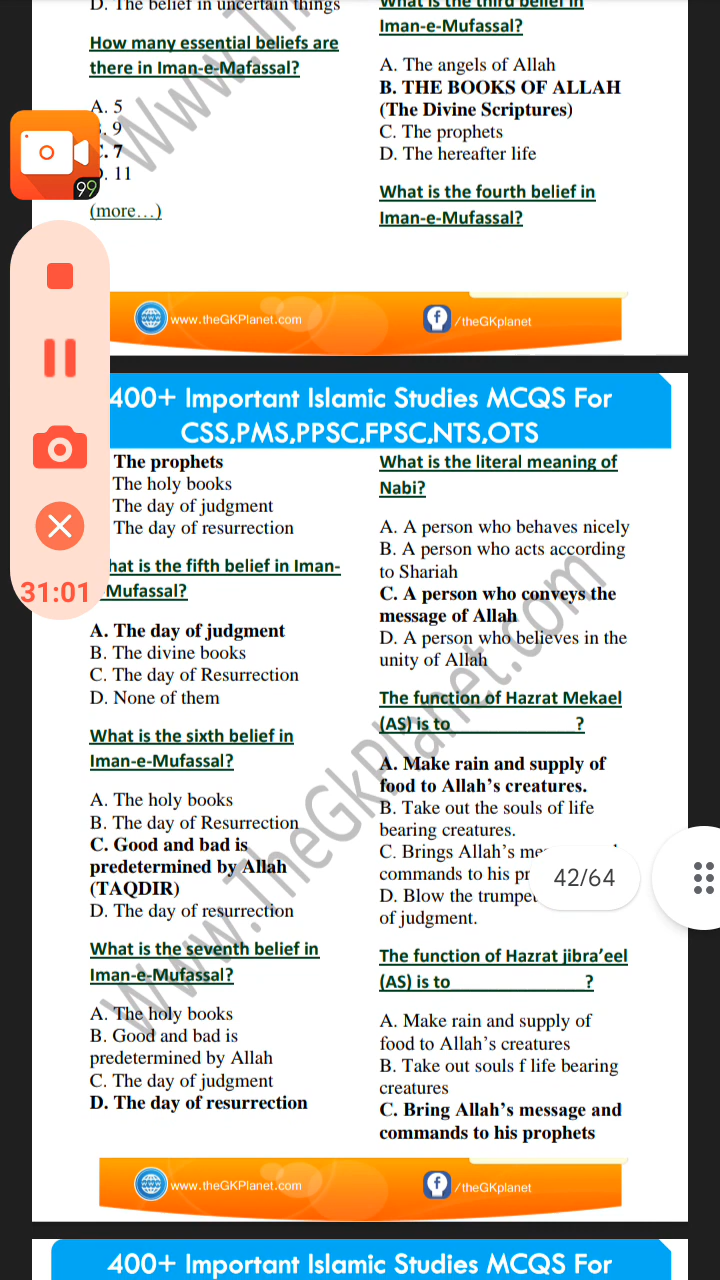 D. The belief in uncertain things
How many essential beliefs are
there in Iman-e-Mafassal?
A. 5
. 9
. 7
. 11
(more…)
What is the third belief in
Iman-e-Mufassal?
A. The angels of Allah
B. THE BOOKS OF ALLAH
(The Divine Scriptures)
C. The prophets
D. The hereafter life
What is the fourth belief in
Iman-e-Mufassal?
99
31:01
www.theGKPlanet.com
/theGKplanet
400+ Important Islamic Studies MCQS For
CSS,PMS,PPSC,FPSC,NTS,OTS
The prophets
The holy books
The day of judgment
The day of resurrection
hat is the fifth belief in Iman-
Mufassal?
A. The day of judgment
B. The divine books
C. The day of Resurrection
D. None of them
What is the sixth belief in
Iman-e-Mufassal?
A. The holy books
B. The day of Resurrection
C. Good and bad is
predetermined by Allah
(TAQDIR)
D. The day of resurrection
What is the seventh belief in
Iman-e-Mufassal?
A. The holy books
B. Good and bad is
predetermined by Allah
C. The day of judgment
D. The day of resurrection
What is the literal meaning of
Nabi?
A. A person who behaves nicely
B. A person who acts according
to Shariah
C. A person who conveys the
message of Allah
D. A person who believes in the
unity of Allah
The function of Hazrat Mekael
(AS) is to ____________?
A. Make rain and supply of
food to Allah's creatures.
B. Take out the souls of life
bearing creatures.
C. Brings Allah's
commands to his
D. Blow the
of judgment.
42/64
The function of Hazrat jibra'eel
(AS) is to_____________?
A. Make rain and supply of
food to Allah's creatures
B. Take out souls f life bearing
creatures
C. Bring Allah's message and
commands to his prophets
www.TheGkPlanet.com
www.theGKPlanet.com
/theGKplanet
400+ Important Islamic Studies MCQS For